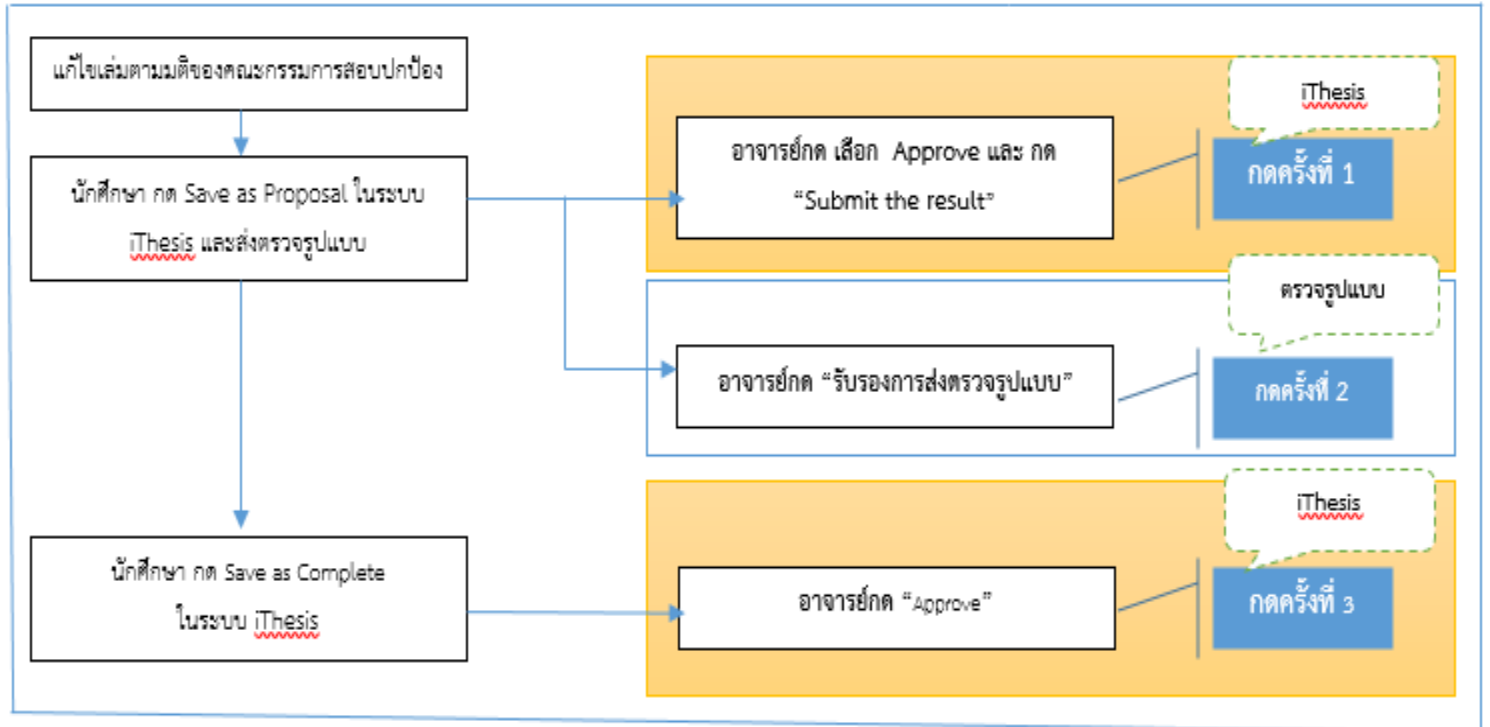 แก้ไขเล่มตามมติของคณะกรรมการสอบปกป้อง
นักศึกษา กด Save as Proposal ในระบบ
iThesis และส่งตรวจรูปแบบ
อาจารย์กด เลือก Approve และ กด
“Submit the result”
iThesis
กดครั้งที่ 1
อาจารย์กด “รับรองการส่งตรวจรูปแบบ”
ตรวจรูปแบบ
กดครั้งที่ 2
นักศึกษา กด Save as Complete
ในระบบ iThesis
อาจารย์กด “Approve”
iThesis
กดครั้งที่ 3